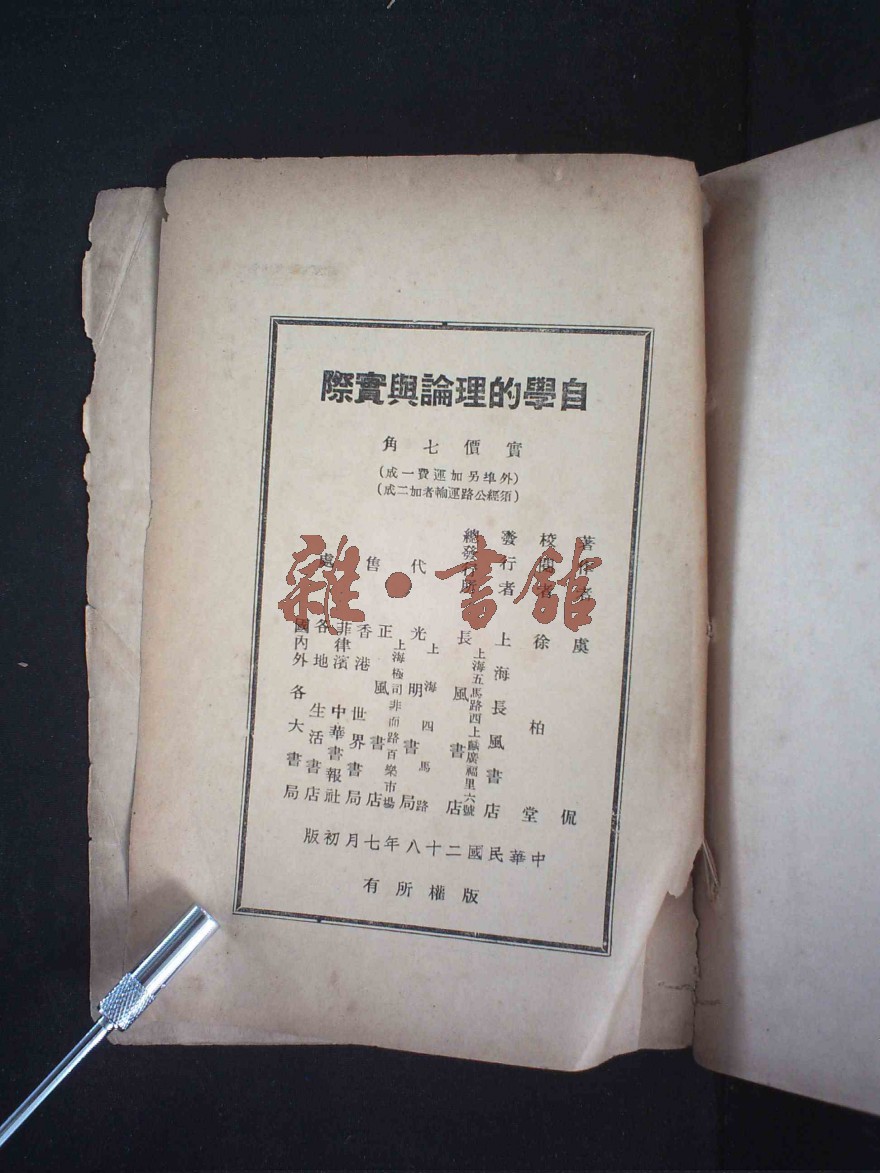 自學的理論與實際
實價七角
(外埠另加運費一成)
(須經公路運輸者加二成)
著作者 虞侃
校閱者 徐柏堂
發行者 上海長風書店
總發行所 長風書店
上海五馬路四上廣福里六號
代售處
光明書局
上海四馬路
正風書店
上海極司非而路百樂市場
香港世界書局
菲律濱中華書報社
各地生活書店
國內外各大書局
中華民國二十八年七月初版
版權所有
雜·書館